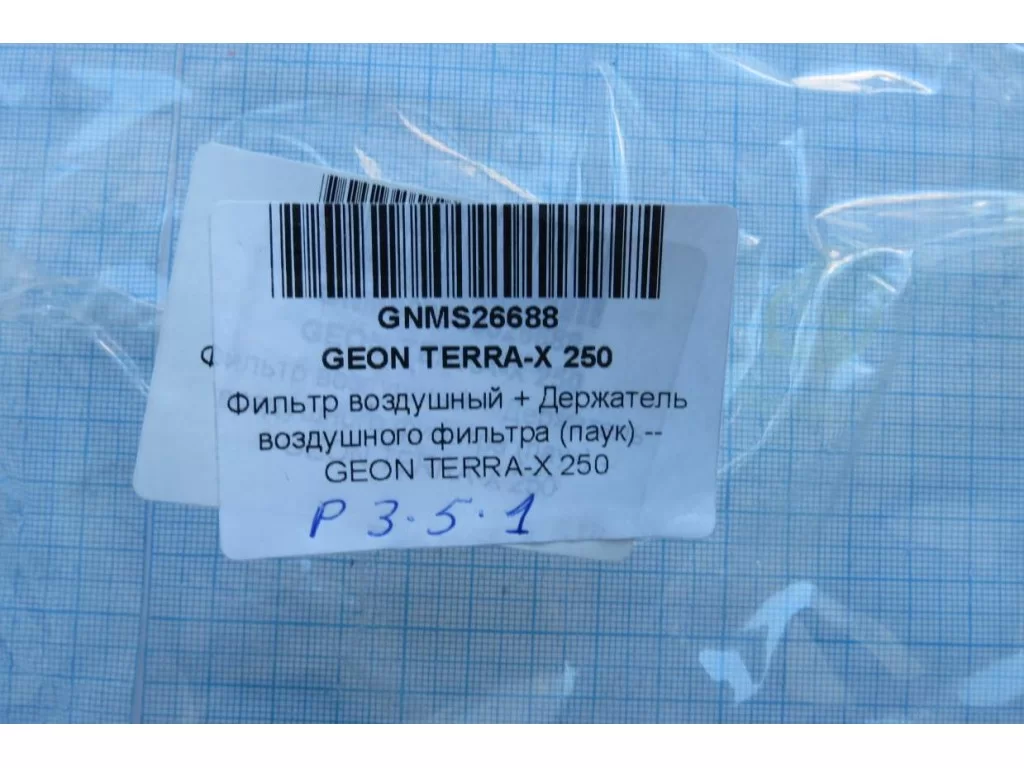 GNMS26688
GEON TERRA-X 250
Фильтр воздушный + Держатель
воздушного фильтра (паук) --
GEON TERRA-X 250
Р 3.5.1